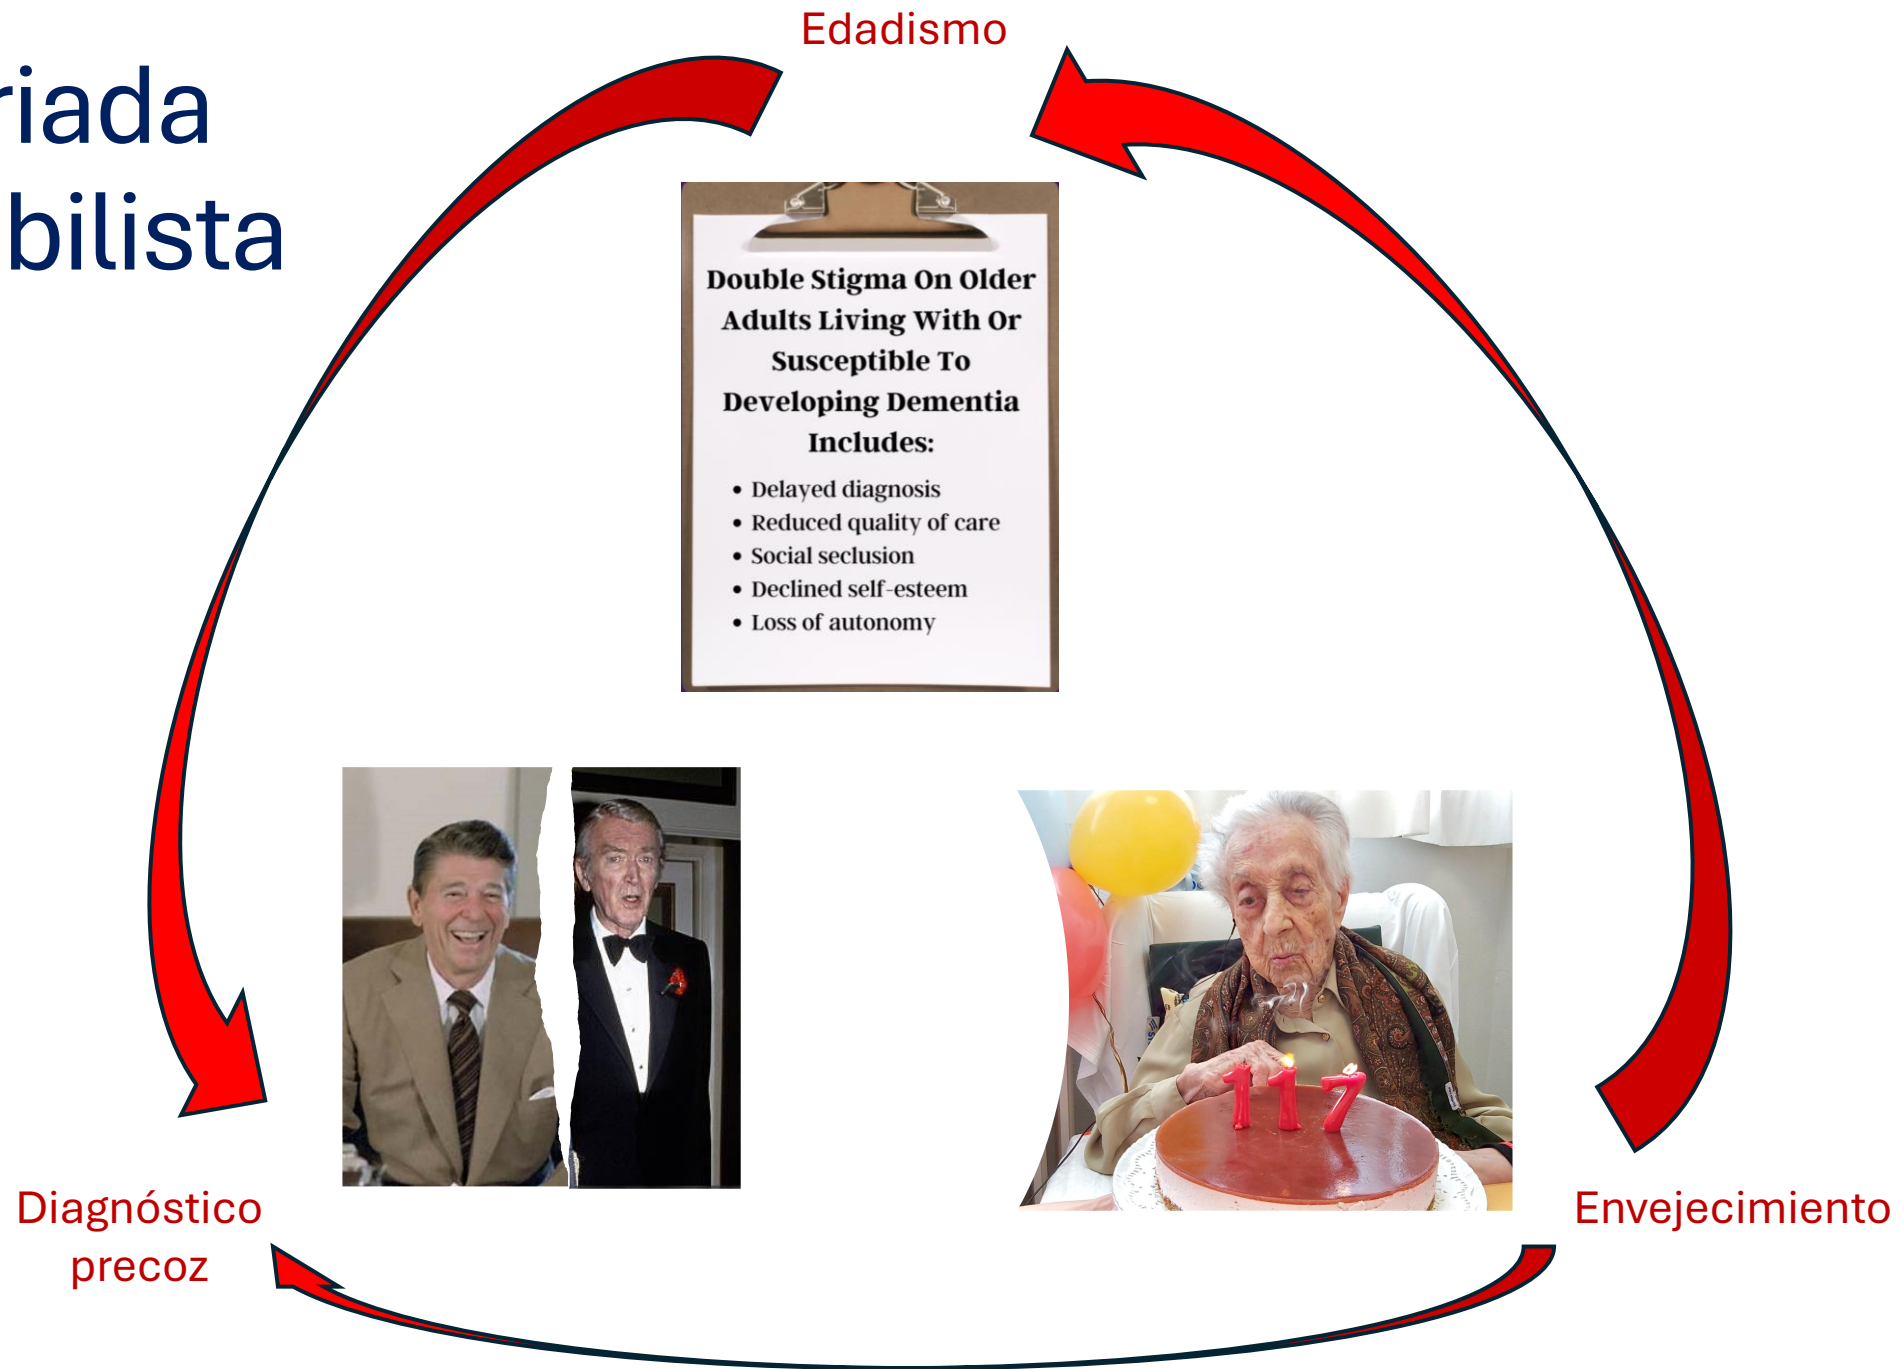 Edadismo
riada
bilista
Double Stigma On Older
Adults Living With Or
Susceptible To
Developing Dementia
Includes:
• Delayed diagnosis
• Reduced quality of care
• Social seclusion
• Declined self-esteem
• Loss of autonomy
117
Diagnóstico
precoz
Envejecimiento